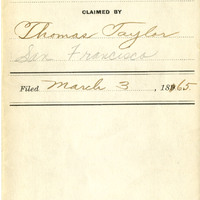 CLAIMED BY
Thomas Taylor
San Francisco
Filed March 3, 1865